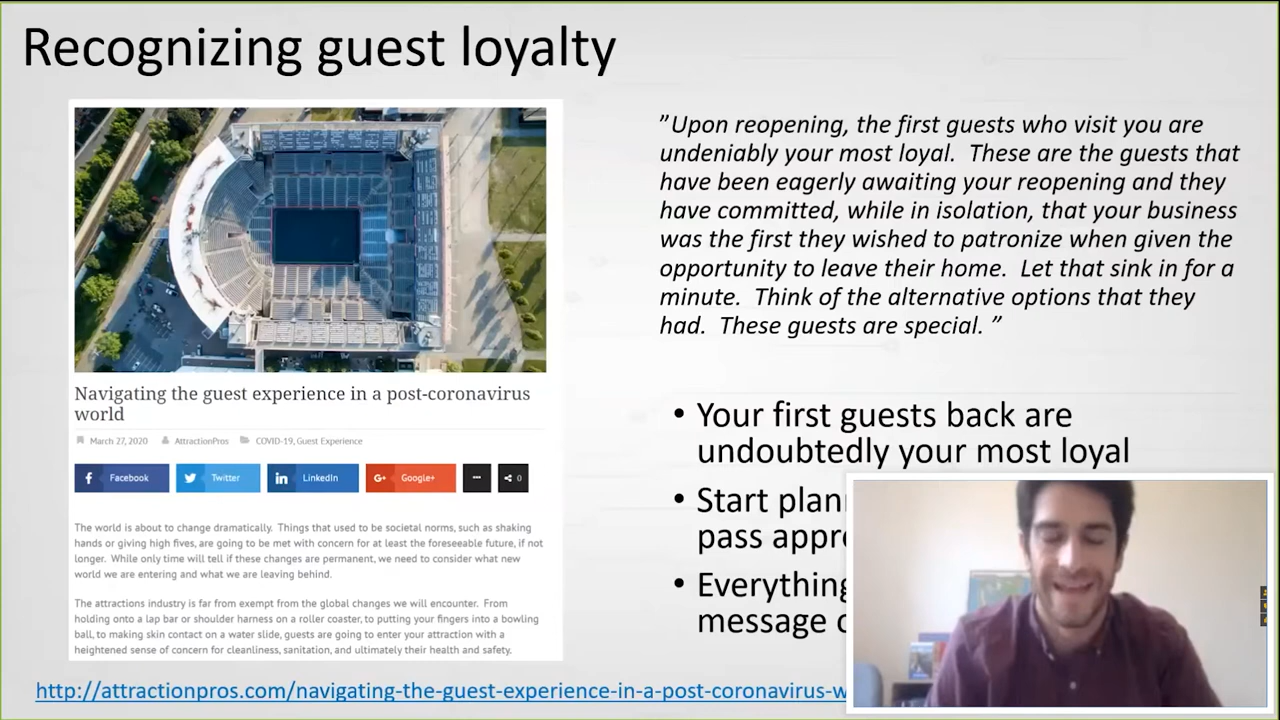 Recognizing guest loyalty
Navigating the guest experience in a post-coronavirus
world
March 27, 2020 AttractionPros COVID-19, Guest Experience
Facebook Twitter LinkedIn Google+ ••• 0
The world is about to change dramatically. Things that used to be societal norms, such as shaking
hands or giving high fives, are going to be met with concern for at least the foreseeable future, if not
longer. While only time will tell if these changes are permanent, we need to consider what new
world we are entering and what we are leaving behind.
The attractions industry is far from exempt from the global changes we will encounter. From
holding onto a lap bar or shoulder harness on a roller coaster, to putting your fingers into a bowling
ball, to making skin contact on a water slide, guests are going to enter your attraction with a
heightened sense of concern for cleanliness, sanitation, and ultimately their health and safety.
”Upon reopening, the first guests who visit you are
undeniably your most loyal. These are the guests that
have been eagerly awaiting your reopening and they
have committed, while in isolation, that your business
was the first they wished to patronize when given the
opportunity to leave their home. Let that sink in for a
minute. Think of the alternative options that they
had. These guests are special. ”
• Your first guests back are
undoubtedly your most loyal
• Start plan
pass appr
• Everything
message
http://attractionpros.com/navigating-the-guest-experience-in-a-post-coronavirus-w